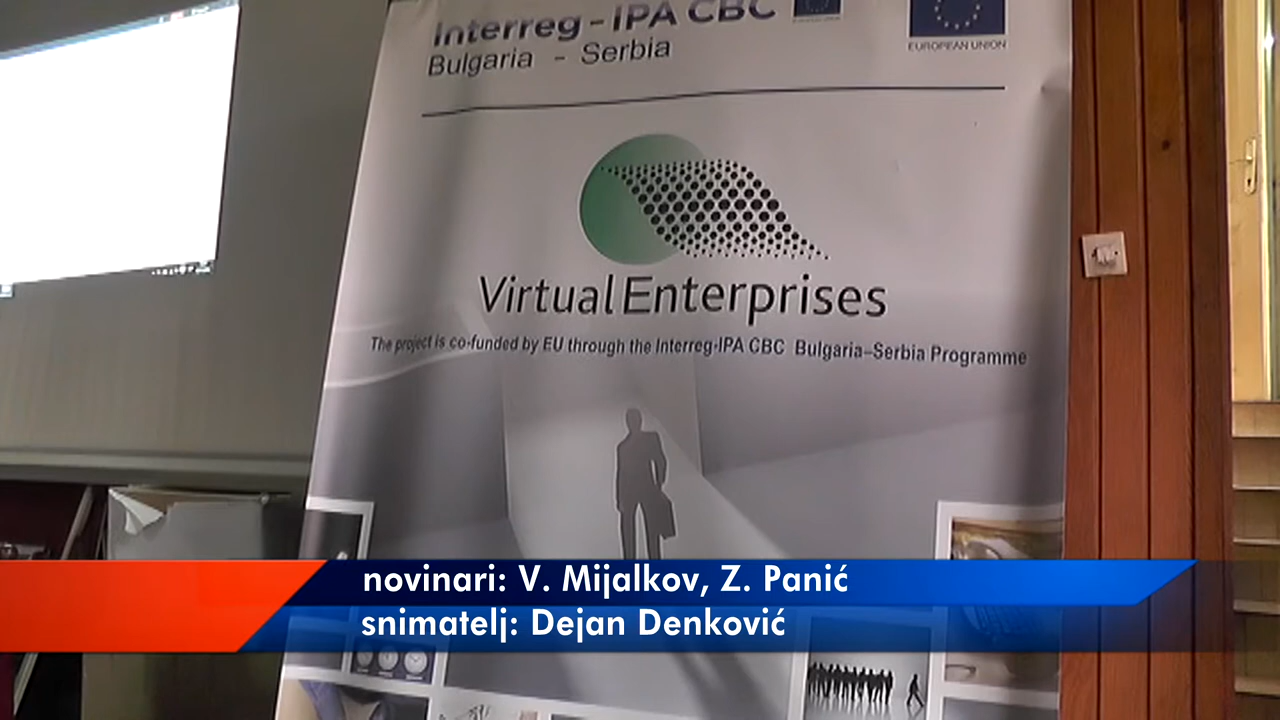 Interreg - IPA CBC
Bulgaria - Serbia
EUROPEAN UNION
Virtual Enterprises
The project is co-funded by EU through the Interreg-IPA CBC Bulgaria–Serbia Programme
novinari: V. Mijalkov, Z. Panić
snimatelj: Dejan Denković